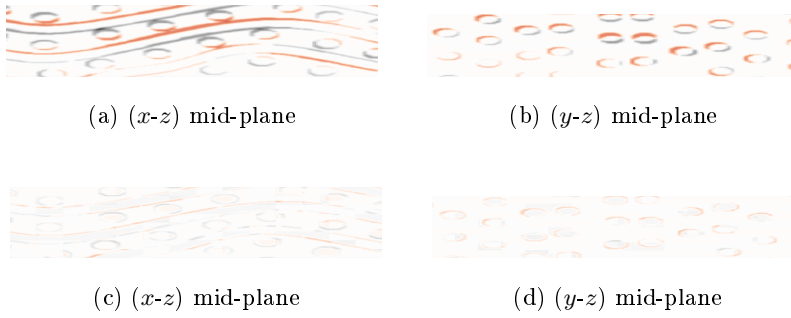 (a) (x-z) mid-plane
(b) (y-z) mid-plane
(c) (x-z) mid-plane
(d) (y-z) mid-plane